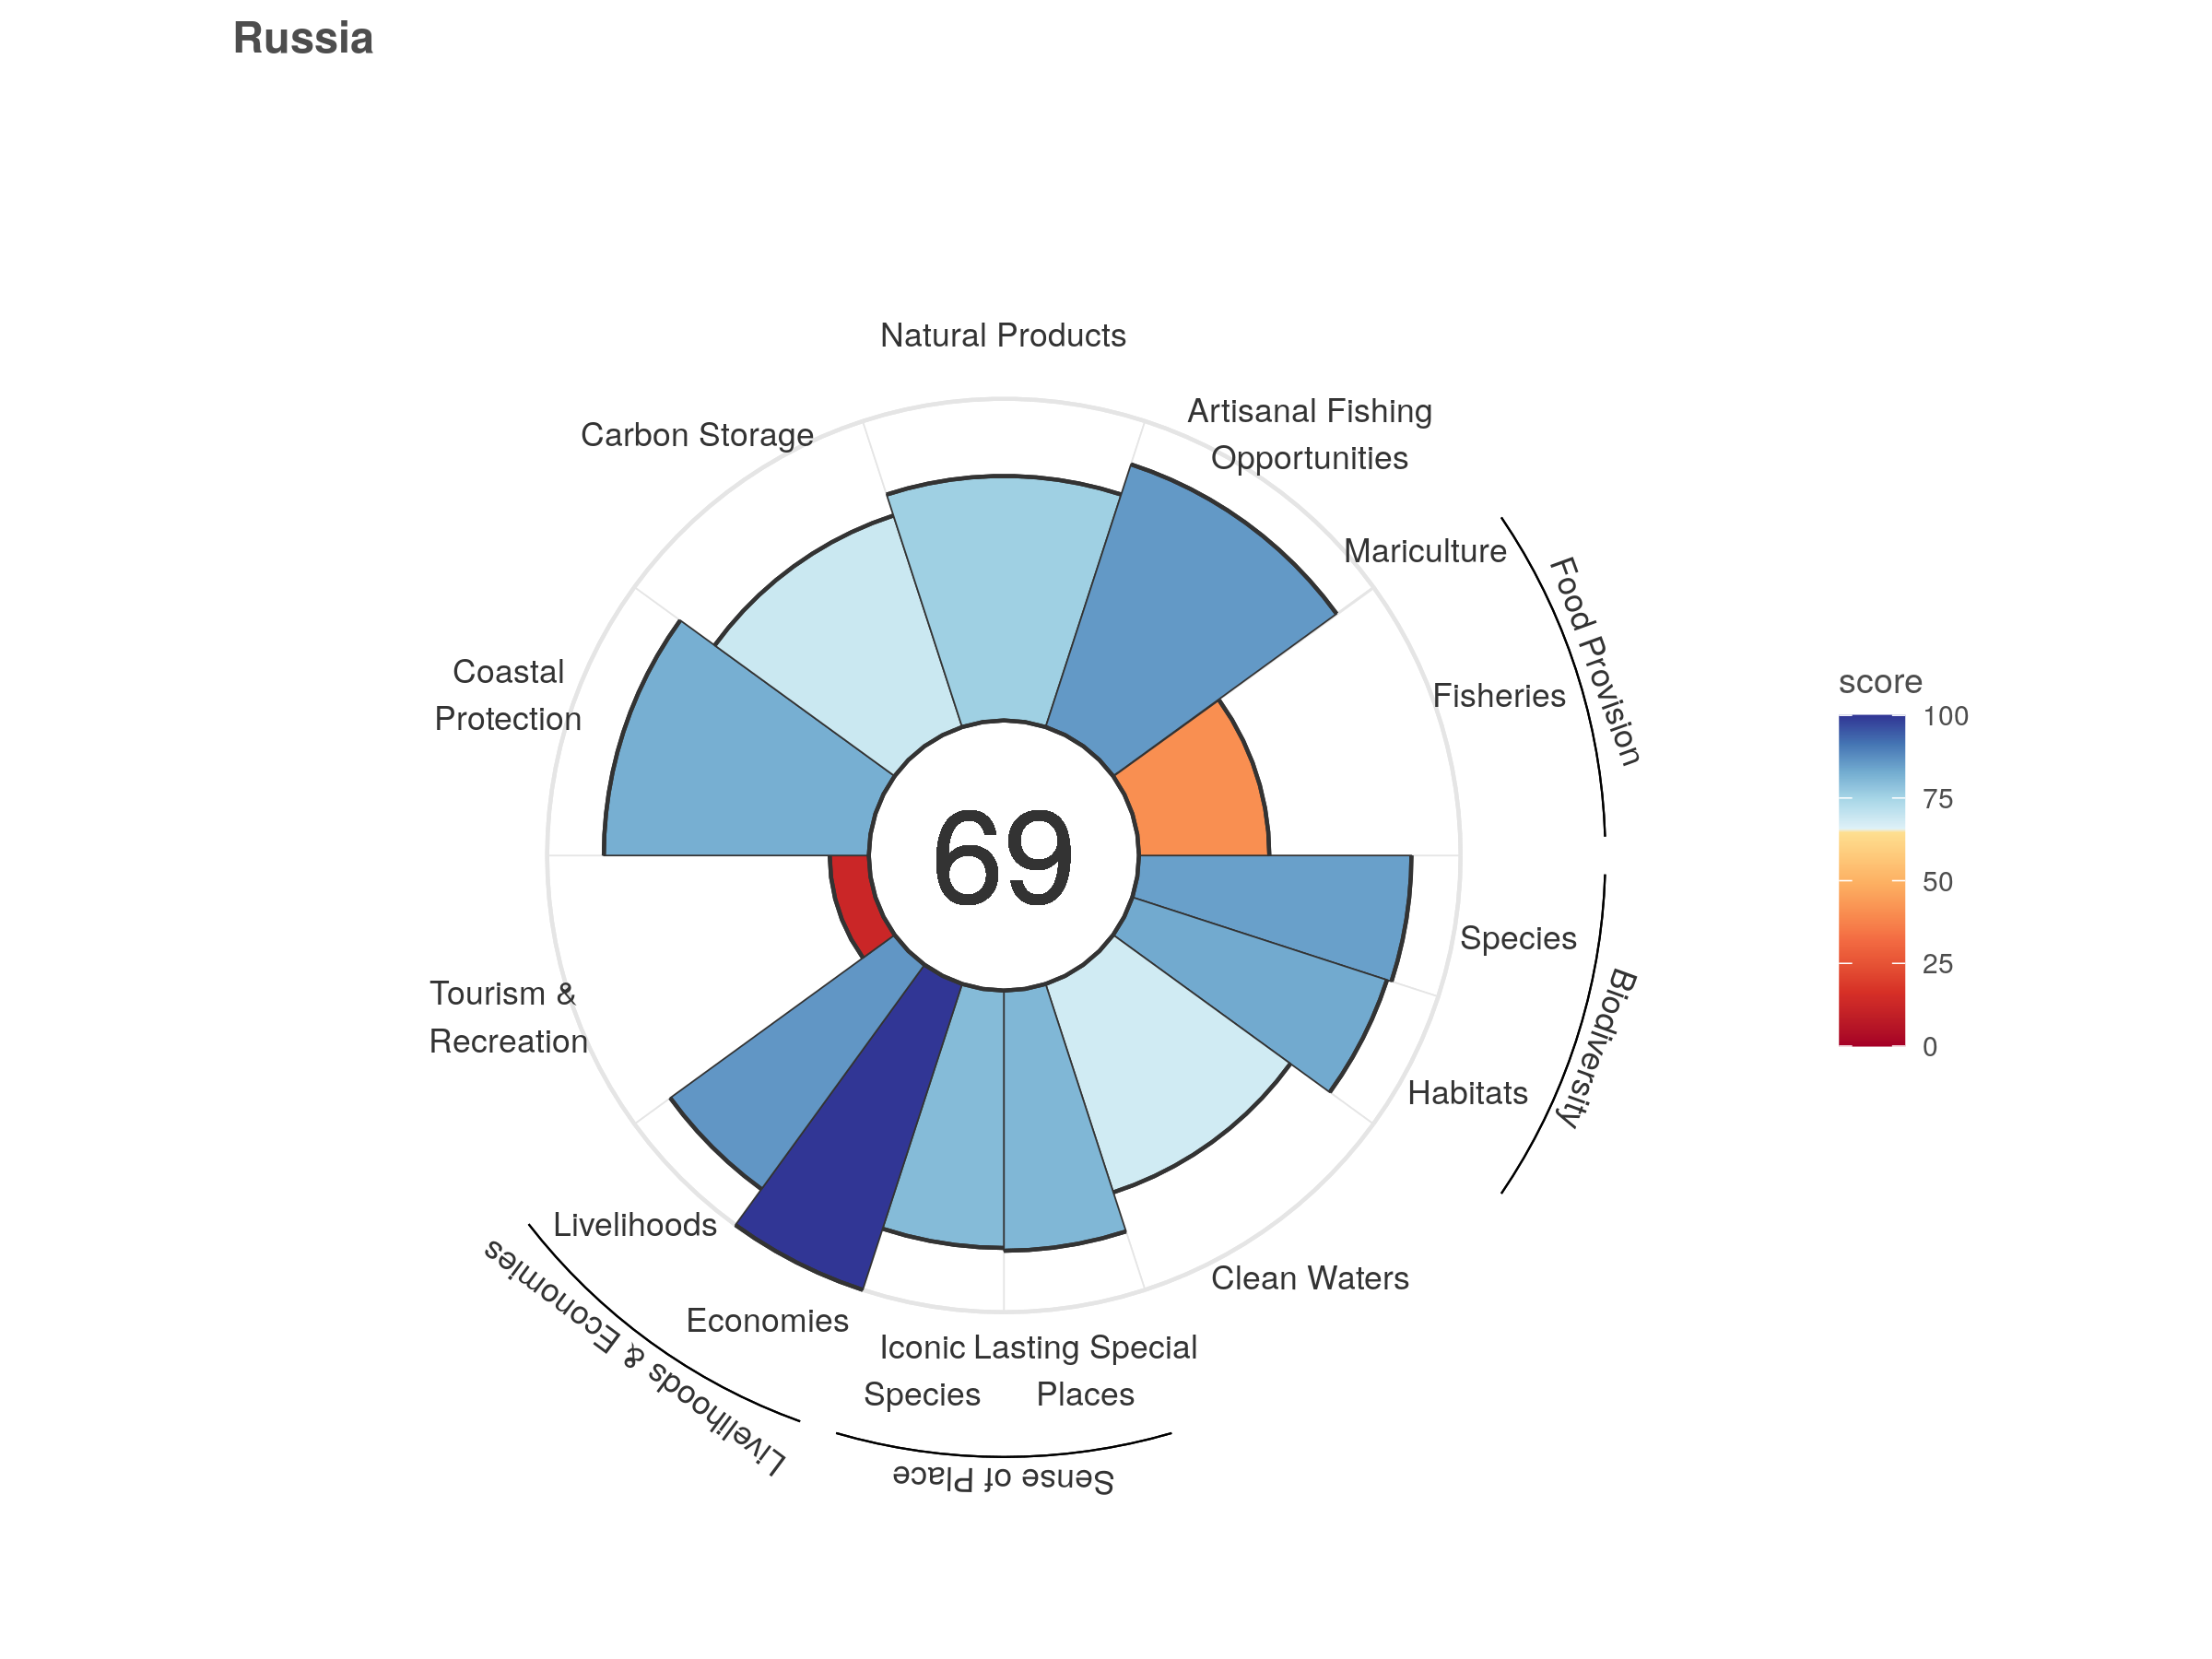 Russia
Natural Products
Artisanal Fishing
Opportunities
Carbon Storage
Mariculture
Food Provision
Fisheries
Coastal
Protection
69
score
100
75
50
25
0
Species
Biodiversity
Habitats
Tourism &
Recreation
Livelihoods
Livelihoods & Economies
Economies
Clean Waters
Iconic
Species
Lasting Special
Places
Sense of Place